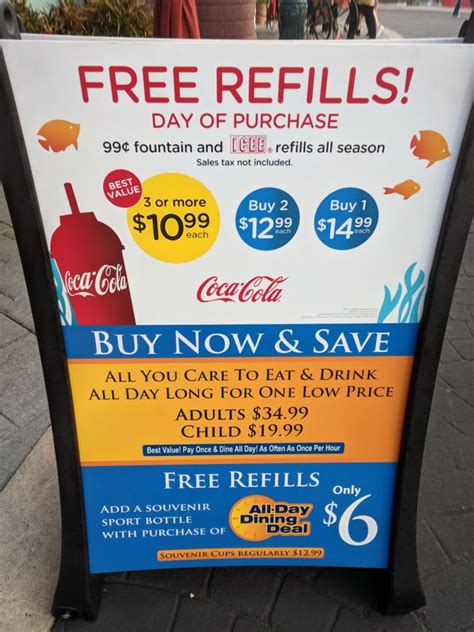 FREE REFILLS!
DAY OF PURCHASE
99¢ fountain and ICEE® refills all season
Sales tax not included.
BEST VALUE
3 or more
$10.99 each
Buy 2
$12.99 each
Buy 1
$14.99 each
Coca-Cola
Coca-Cola
BUY NOW & SAVE
ALL YOU CARE TO EAT & DRINK
ALL DAY LONG FOR ONE LOW PRICE
ADULTS $34.99
CHILD $19.99
Best Value! Pay Once & Dine All Day! As Often As Once Per Hour
FREE REFILLS
ADD A SOUVENIR
SPORT BOTTLE
WITH PURCHASE OF
All-Day
Dining
Deal
Only
$6
SOUVENIR CUPS REGULARLY $12.99